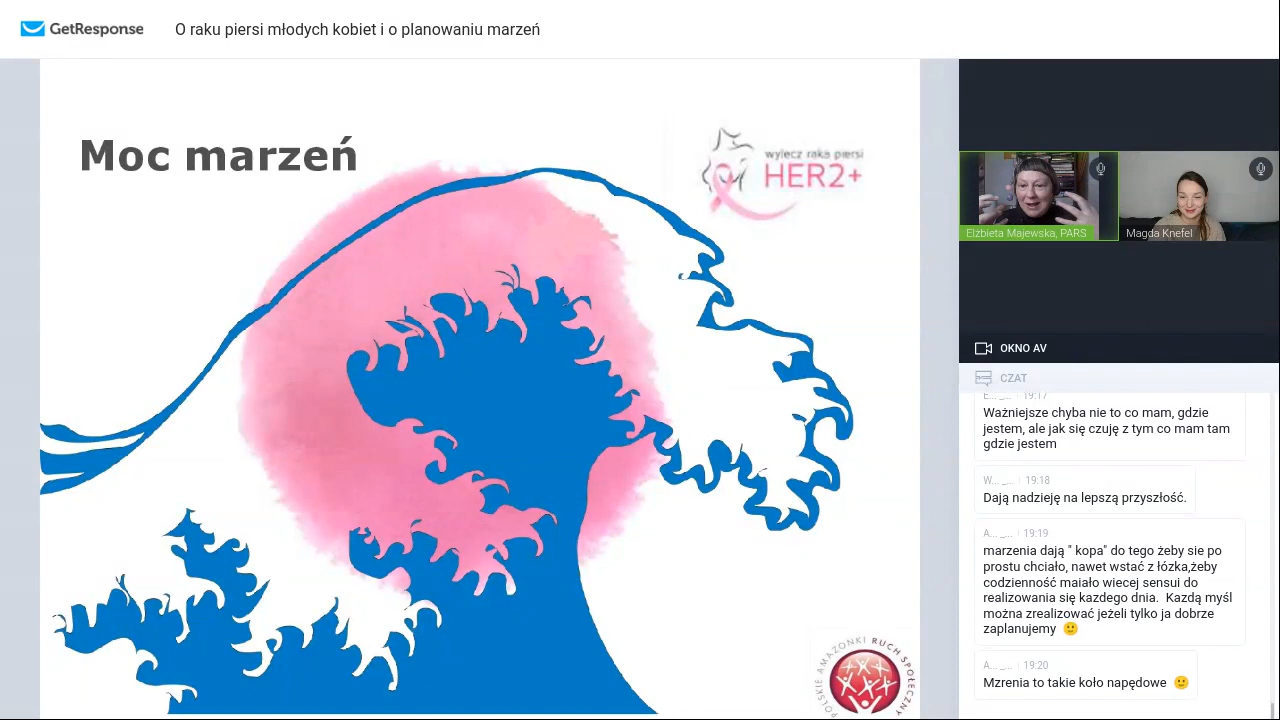 GetResponse
O raku piersi młodych kobiet i o planowaniu marzeń
Moc marzeń
wylecz raka piersi
HER2+
POLSKIE AMAZONKI RUCH SPOŁECZNY
Elżbieta Majewska, PARS
Magda Knefel
OKNO AV
CZAT
E... _... 19:17
Ważniejsze chyba nie to co mam, gdzie
jestem, ale jak się czuję z tym co mam tam
gdzie jestem
W... _... 19:18
Dają nadzieję na lepszą przyszłość.
A... _... 19:19
marzenia dają " kopa" do tego żeby sie po
prostu chciało, nawet wstać z łózka,żeby
codzienność maiało wiecej sensui do
realizowania się kazdego dnia. Kazdą myśl
można zrealizować jeżeli tylko ja dobrze
zaplanujemy 🙂
A... _... 19:20
Mzrenia to takie koło napędowe 🙂